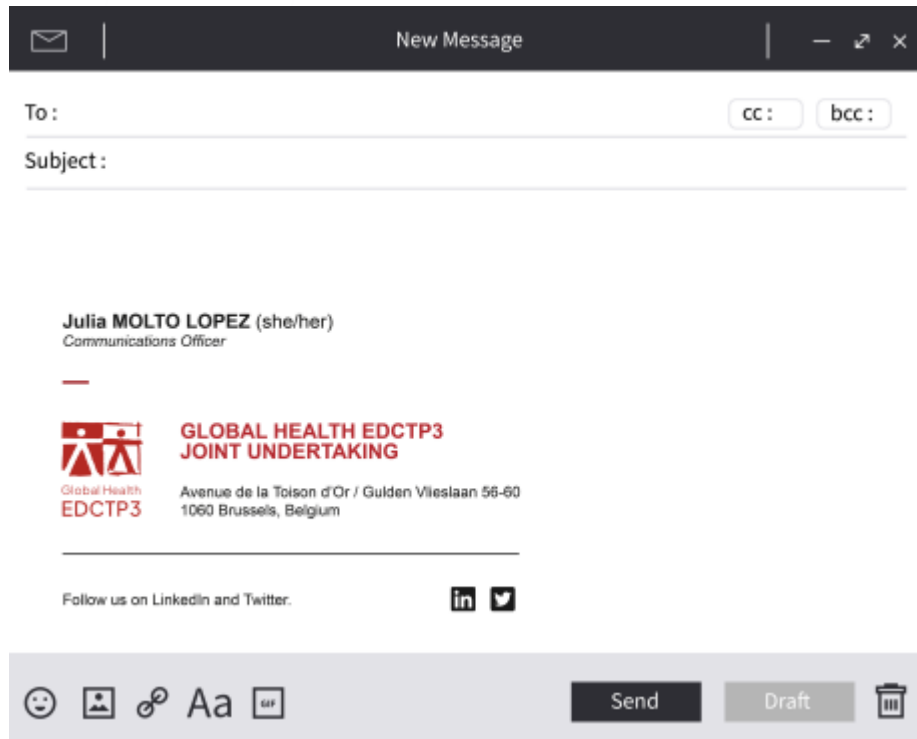 New Message
To :
cc :
bcc :
Subject :
Julia MOLTO LOPEZ (she/her)
Communications Officer
GLOBAL HEALTH EDCTP3
JOINT UNDERTAKING
Global Health
EDCTP3
Avenue de la Toison d'Or / Gulden Vlieslaan 56-60
1060 Brussels, Belgium
Follow us on LinkedIn and Twitter.
in
Aa
GIF
Send
Draft